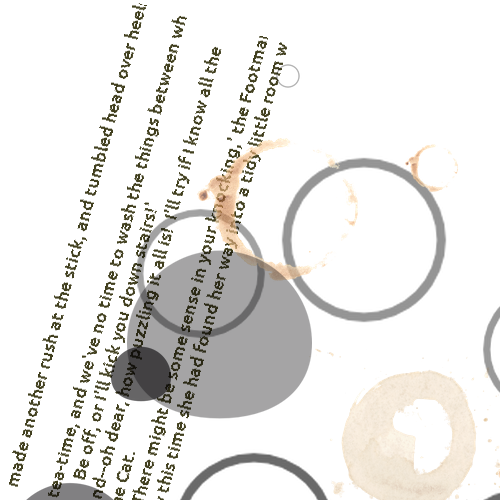 made another rush at the stick, and tumbled head over heel
tea-time, and we've no time to wash the things between wh
Be off, or I'll kick you down stairs!'
nd--oh dear, how puzzling it all is! I'll try if I know all the
e Cat.
There might be some sense in your knocking,' the Footma
y this time she had found her way into a tidy little room w